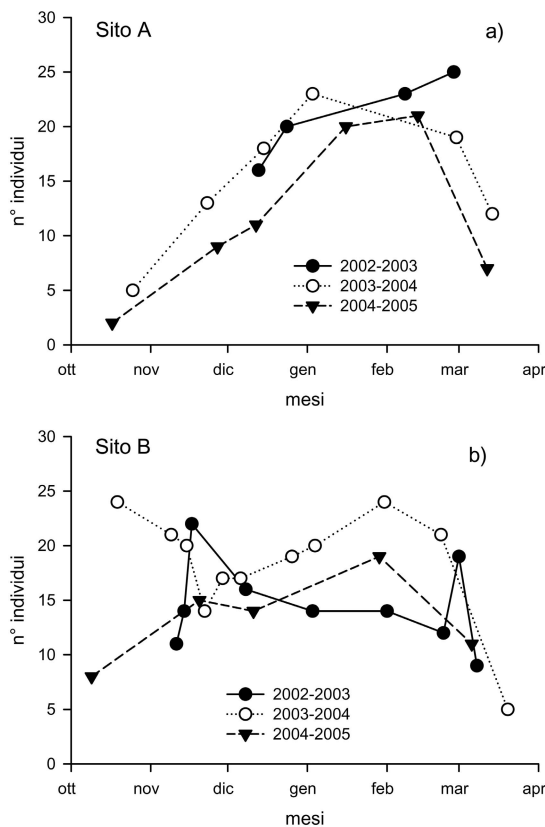 Sito A
a)
30
25
20
15
10
5
0
n° individui
2002-2003
2003-2004
2004-2005
ott nov dic gen feb mar apr
mesi
Sito B
b)
30
25
20
15
10
5
0
n° individui
2002-2003
2003-2004
2004-2005
ott nov dic gen feb mar apr
mesi